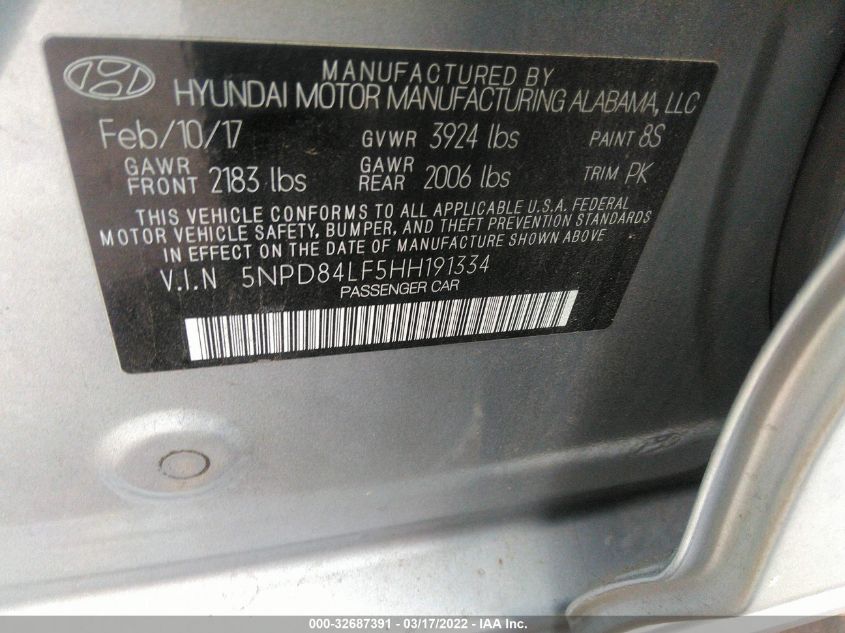 MANUFACTURED BY
HYUNDAI MOTOR MANUFACTURING ALABAMA, LLC
Feb/10/17 GVWR 3924 lbs PAINT 8S
GAWR FRONT 2183 lbs GAWR REAR 2006 lbs TRIM PK
THIS VEHICLE CONFORMS TO ALL APPLICABLE U.S.A. FEDERAL
MOTOR VEHICLE SAFETY, BUMPER, AND THEFT PREVENTION STANDARDS
IN EFFECT ON THE DATE OF MANUFACTURE SHOWN ABOVE
V.I.N 5NPD84LF5HH191334
PASSENGER CAR
000-32687391 - 03/17/2022 - IAA Inc.